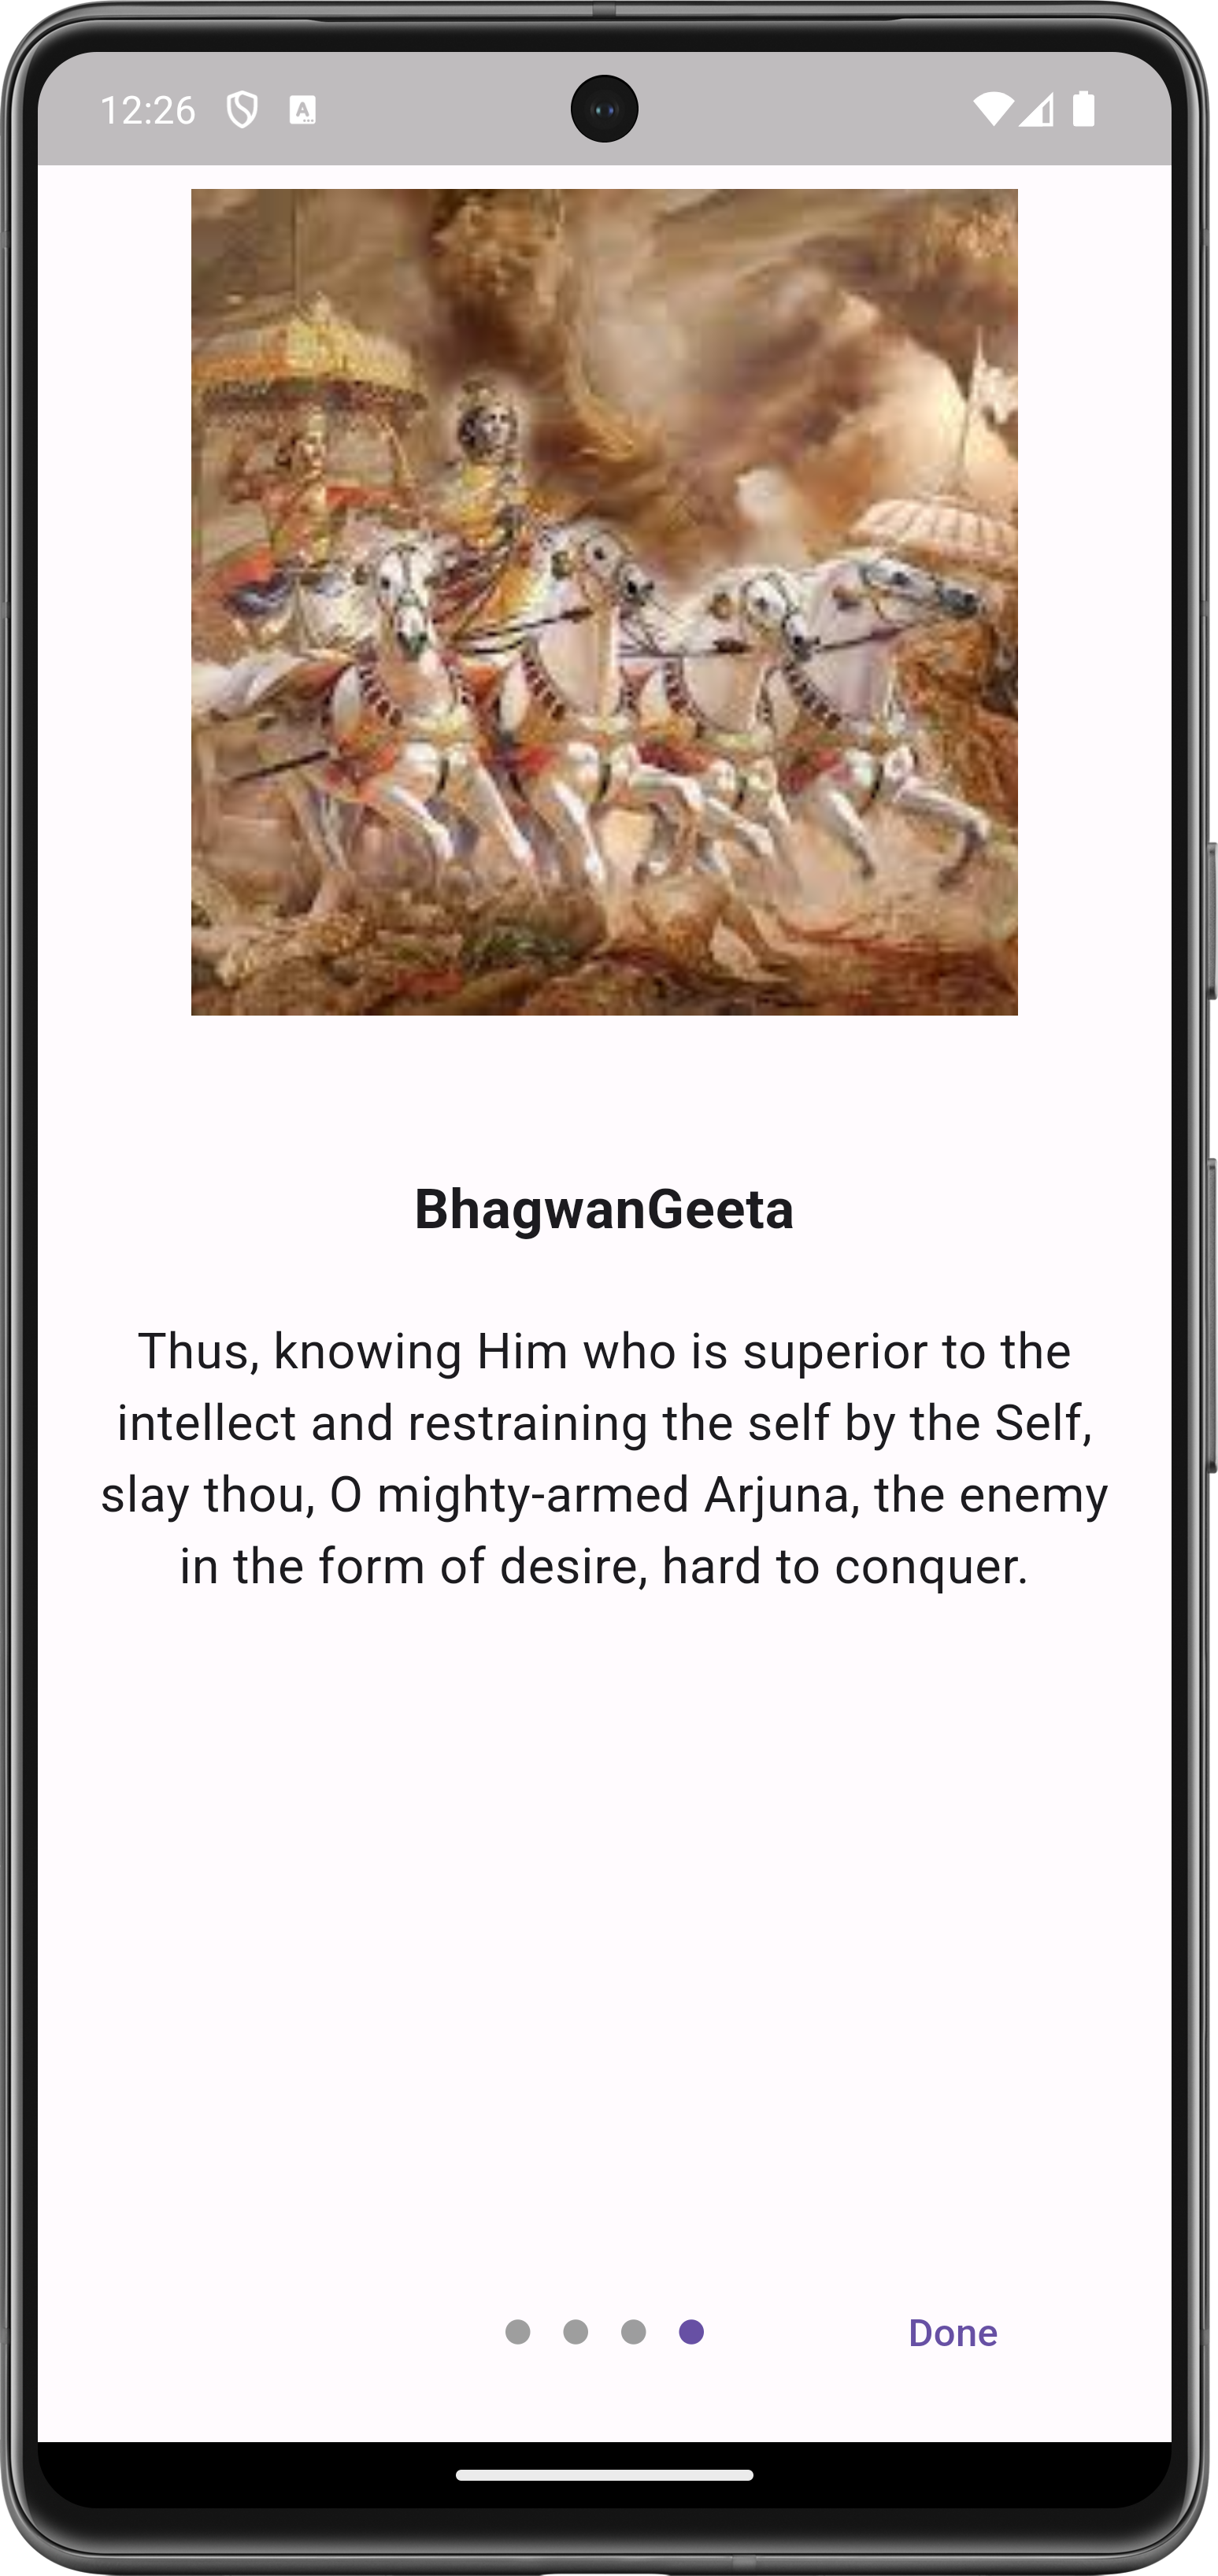 12:26
BhagwanGeeta
Thus, knowing Him who is superior to the
intellect and restraining the self by the Self,
slay thou, O mighty-armed Arjuna, the enemy
in the form of desire, hard to conquer.
Done